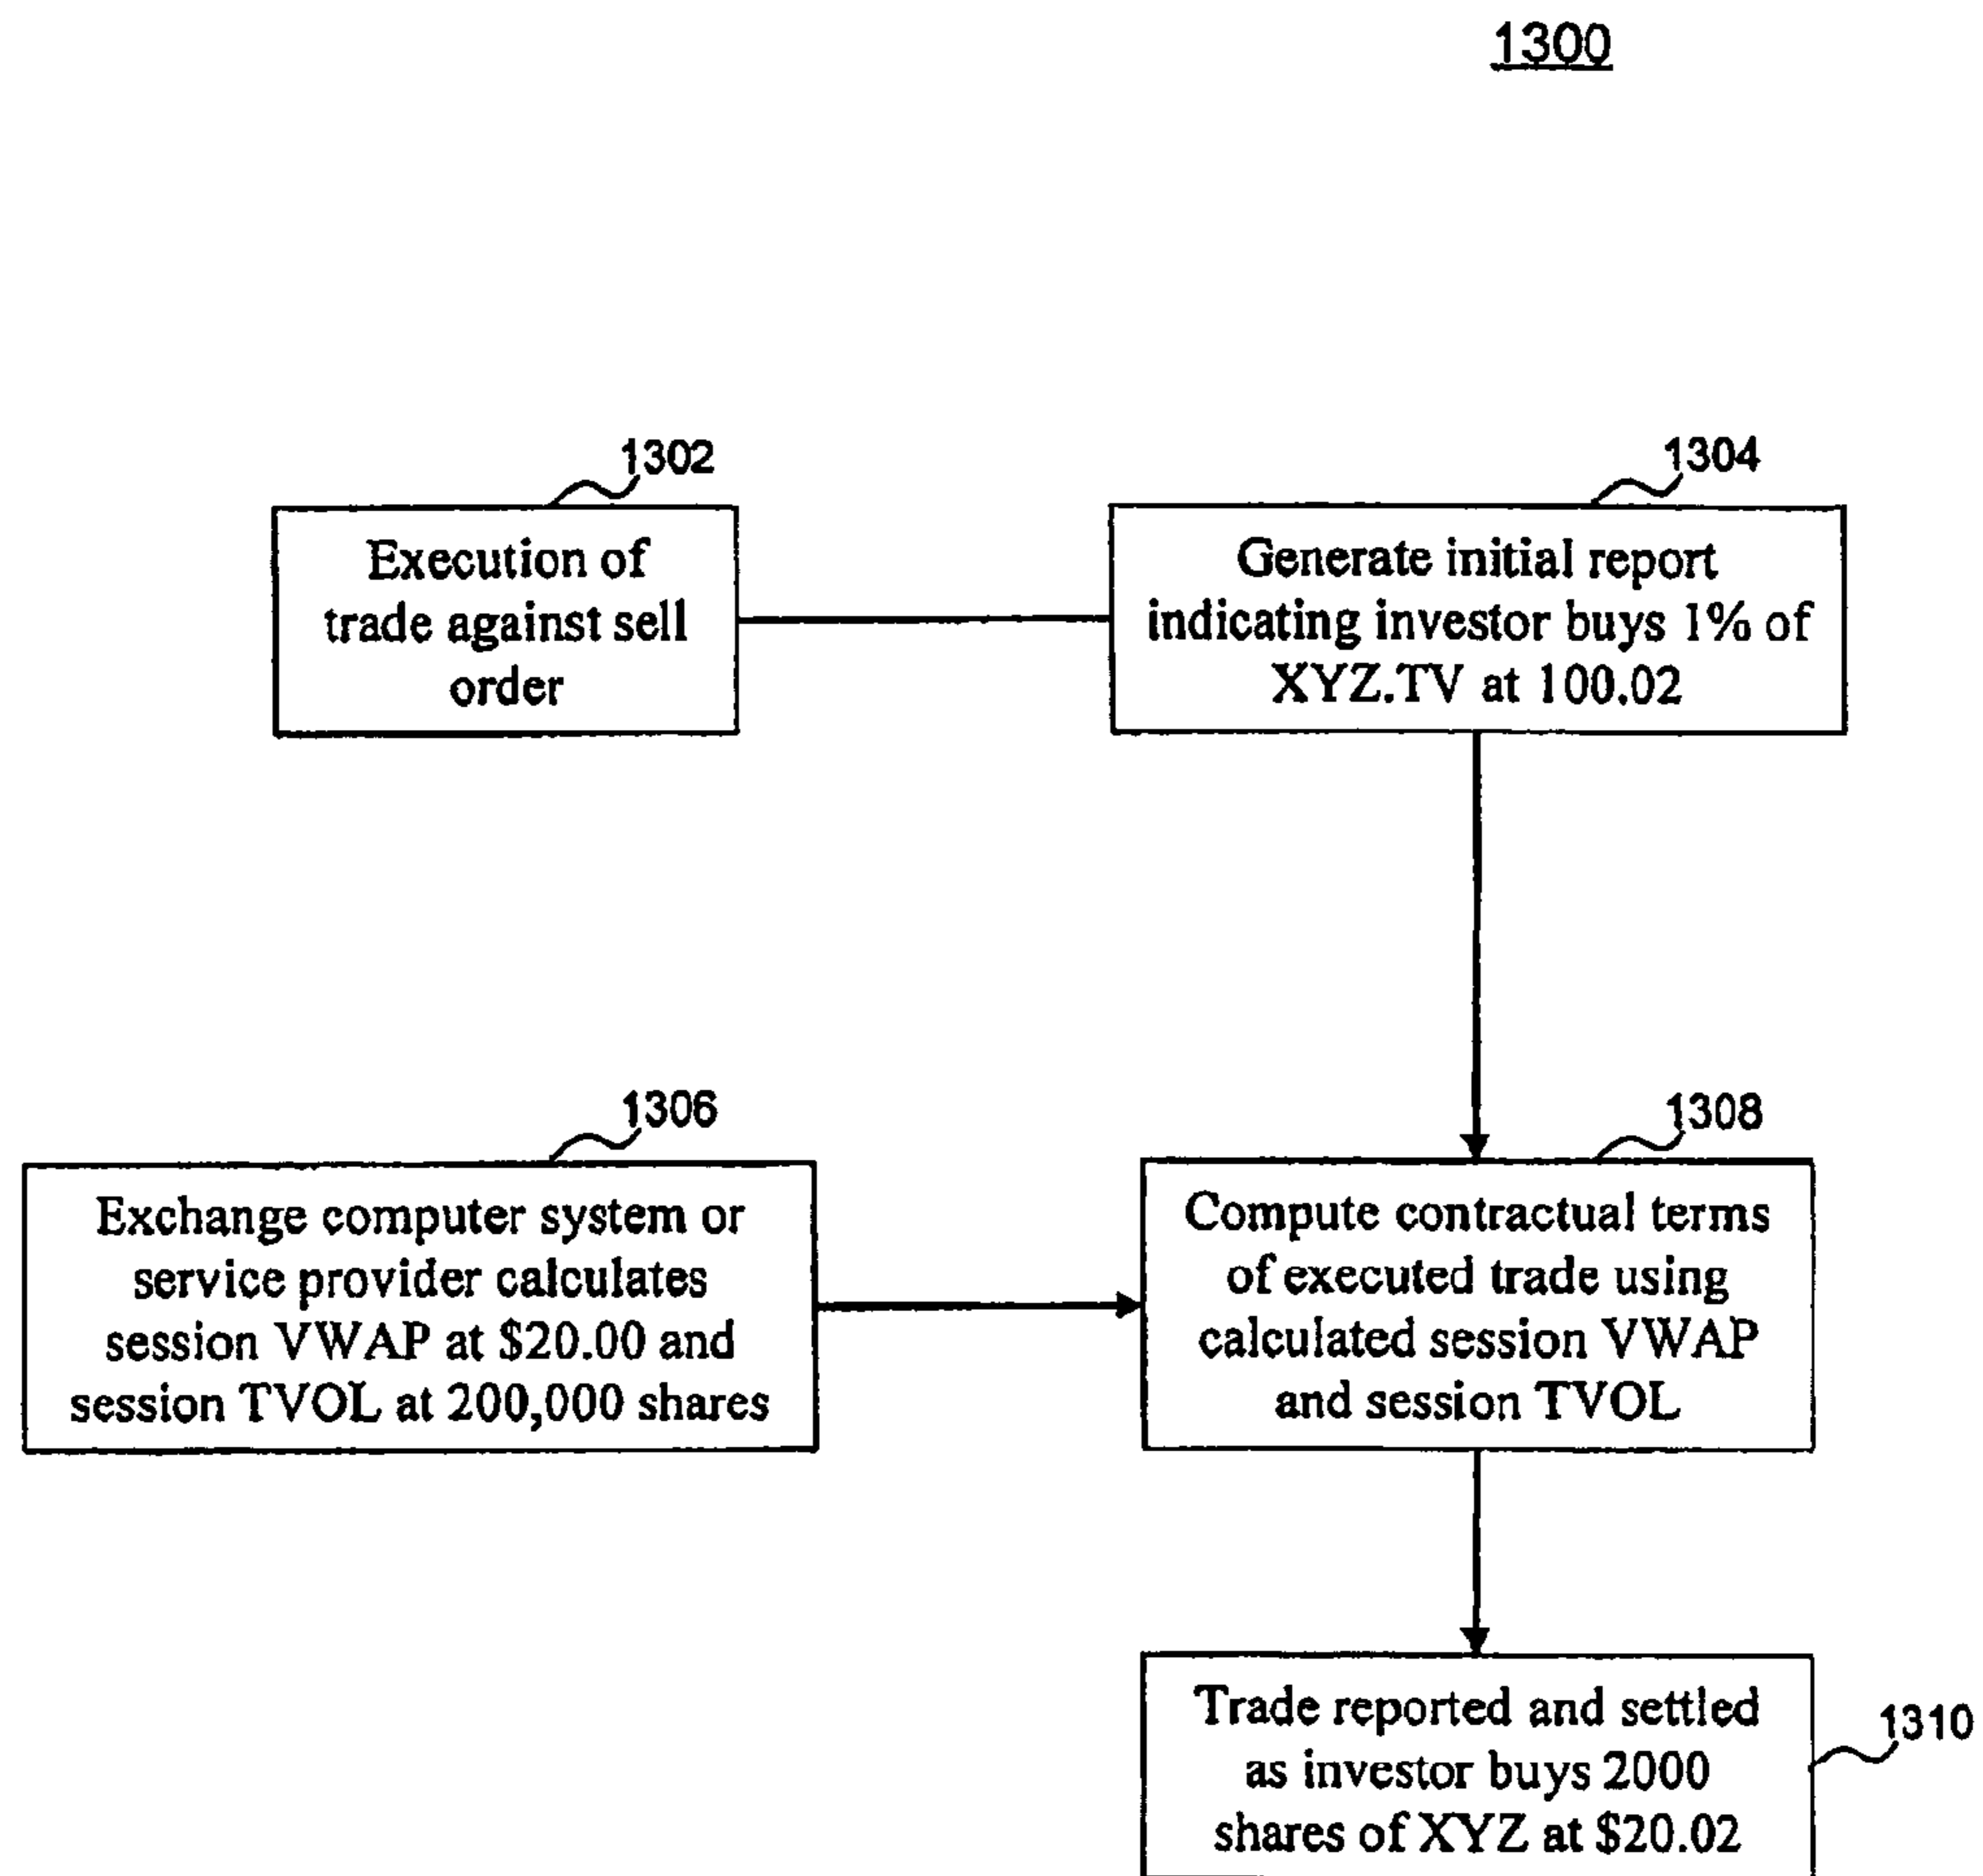 1300
1302
Execution of
trade against sell
order
1304
Generate initial report
indicating investor buys 1% of
XYZ.TV at 100.02
1306
Exchange computer system or
service provider calculates
session VWAP at $20.00 and
session TVOL at 200,000 shares
1308
Compute contractual terms
of executed trade using
calculated session VWAP
and session TVOL
1310
Trade reported and settled
as investor buys 2000
shares of XYZ at $20.02